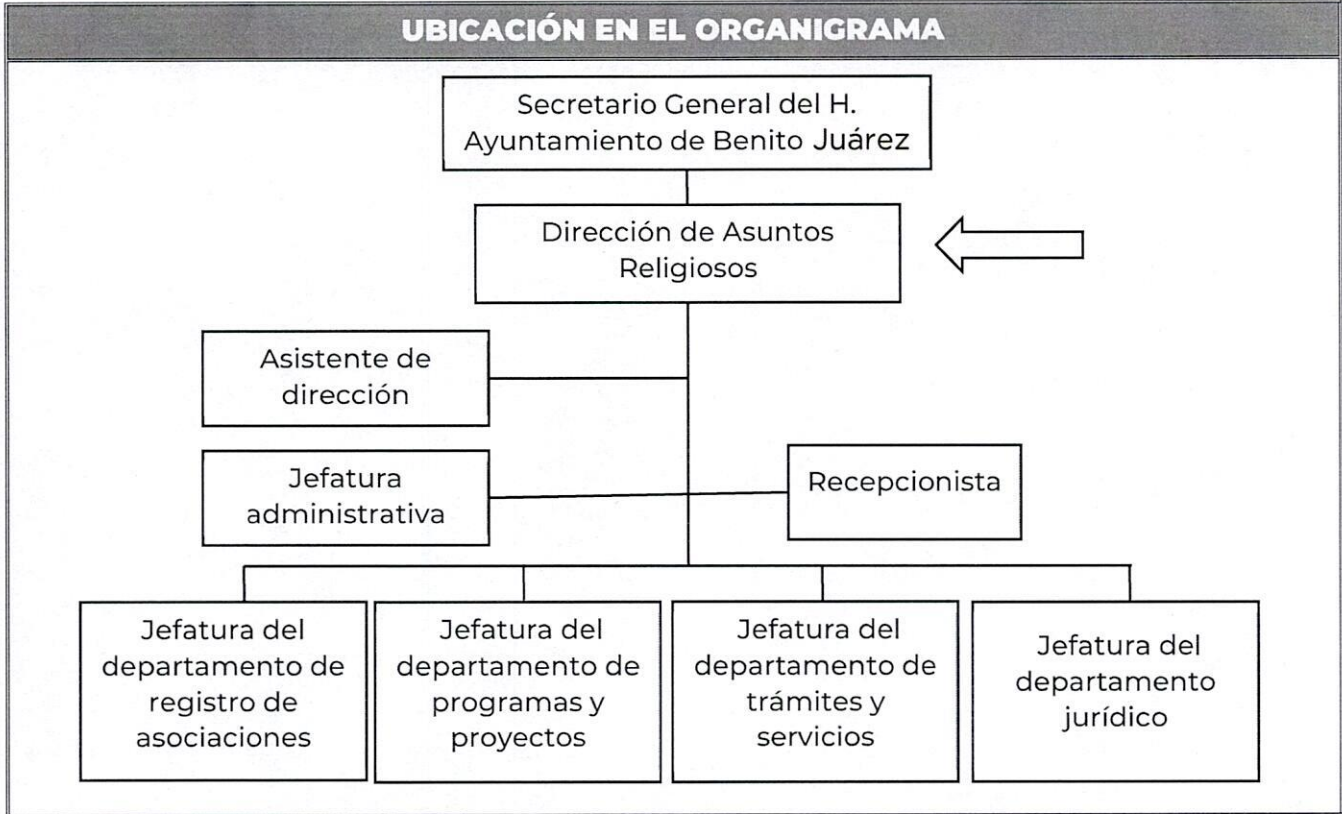 UBICACIÓN EN EL ORGANIGRAMA
Secretario General del H.
Ayuntamiento de Benito Juárez
Dirección de Asuntos
Religiosos
Asistente de
dirección
Jefatura
administrativa
Recepcionista
Jefatura del
departamento de
registro de
asociaciones
Jefatura del
departamento de
programas y
proyectos
Jefatura del
departamento de
trámites y
servicios
Jefatura del
departamento
jurídico